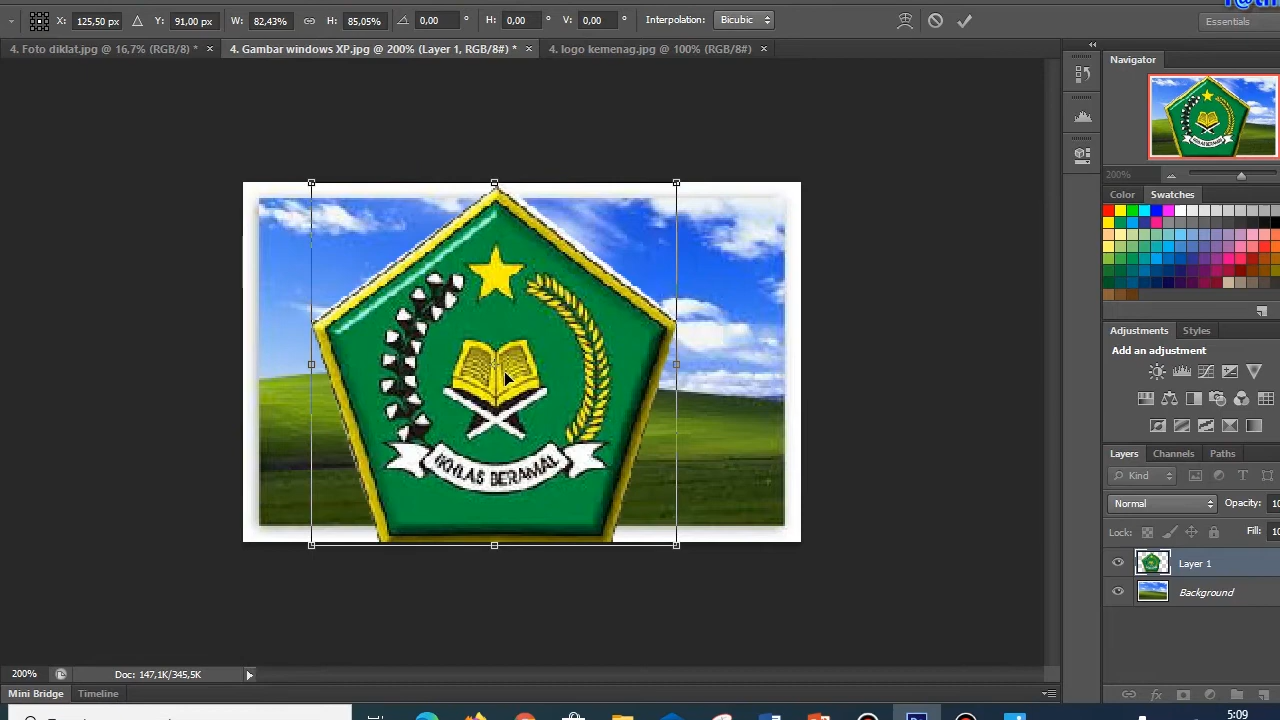 X: 125,50 px Y: 91,00 px W: 82,43% H: 85,05% 0,00 ° H: 0,00 ° V: 0,00 ° Interpolation: Bicubic
Essentials
4. Foto diklat.jpg @ 16,7% (RGB/8) * × 4. Gambar windows XP.jpg @ 200% (Layer 1, RGB/8#) * × 4. logo kemenag.jpg @ 100% (RGB/8#) ×
Navigator
200%
Color Swatches
Adjustments Styles
Add an adjustment
Layers Channels Paths
Kind
Normal Opacity: 10
Lock: Fill: 10
Layer 1
Background
IKHLAS BERAMAL
200% Doc: 147,1K/345,5K
Mini Bridge Timeline
5:09